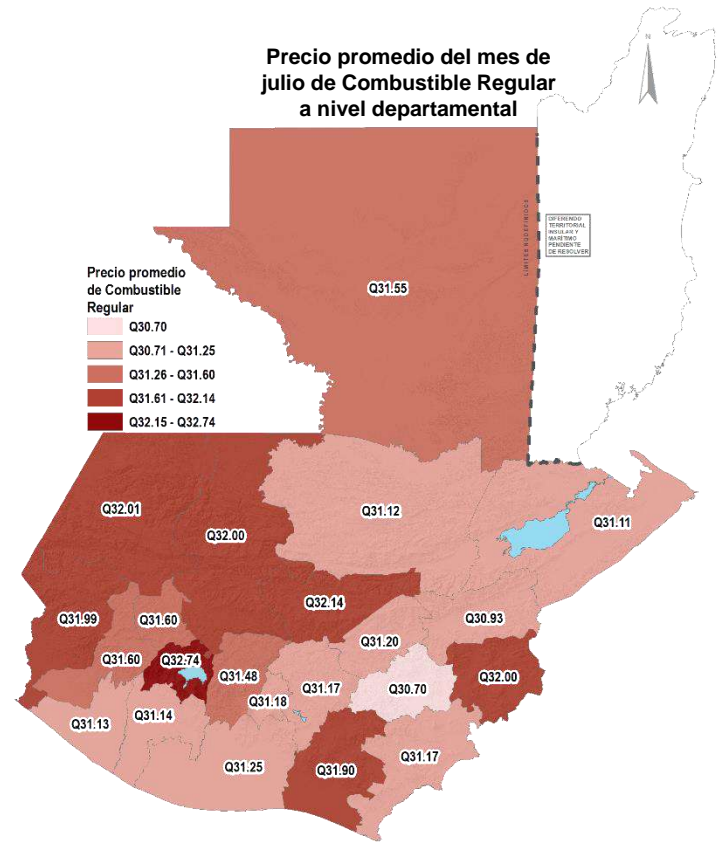 Precio promedio del mes de
julio de Combustible Regular
a nivel departamental
N
LÍMITES NO DEFINIDOS
DIFERENDO
TERRITORIAL
INSULAR Y
MARÍTIMO
PENDIENTE
DE RESOLVER
Q31.55
Precio promedio
de Combustible
Regular
Q30.70
Q30.71 - Q31.25
Q31.26 - Q31.60
Q31.61 - Q32.14
Q32.15 - Q32.74
Q32.01
Q32.00
Q31.12
Q31.11
Q31.99
Q31.60
Q32.14
Q30.93
Q31.20
Q31.60
Q32.74
Q31.48
Q31.18
Q31.17
Q30.70
Q32.00
Q31.13
Q31.14
Q31.25
Q31.90
Q31.17